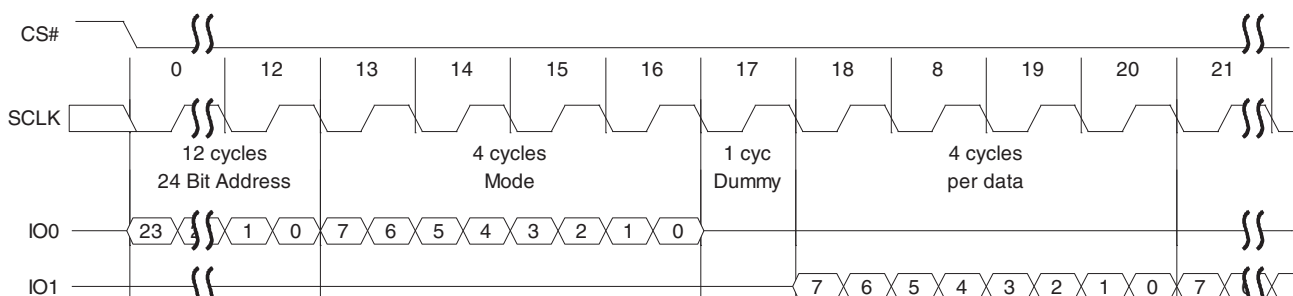 CS#
0 12 13 14 15 16 17 18 8 19 20 21
SCLK
12 cycles 4 cycles 1 cyc 4 cycles
24 Bit Address Mode Dummy per data
IO0 23 1 0 7 6 5 4 3 2 1 0
IO1 7 6 5 4 3 2 1 0 7